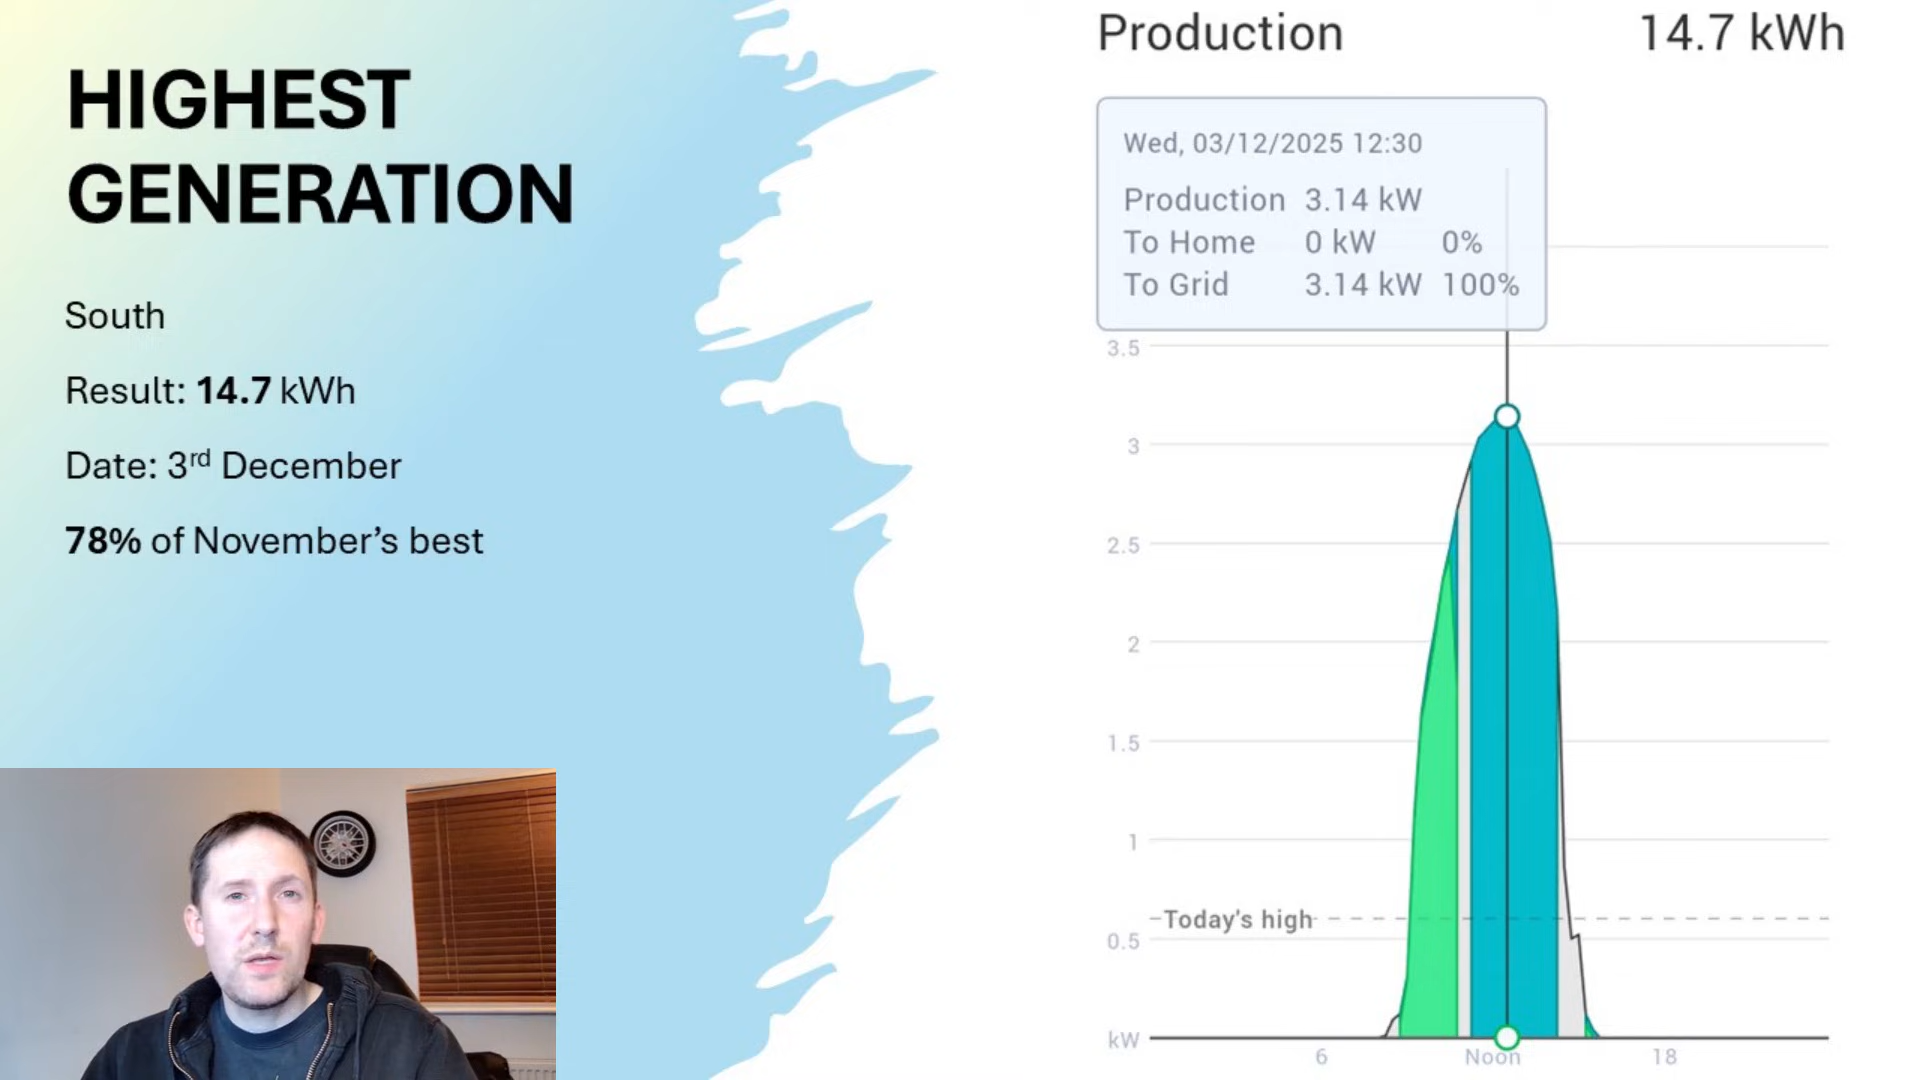 HIGHEST
GENERATION
South
Result: 14.7 kWh
Date: 3rd December
78% of November’s best
Production 14.7 kWh
Wed, 03/12/2025 12:30
Production 3.14 kW
To Home 0 kW 0%
To Grid 3.14 kW 100%
3.5
3
2.5
2
1.5
1
Today's high
0.5
kW
6 Noon 18